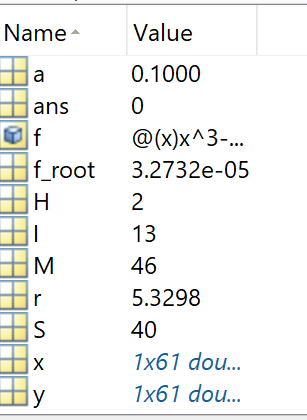 Name Value
a 0.1000
ans 0
f @(x)x^3-...
f_root 3.2732e-05
H 2
I 13
M 46
r 5.3298
S 40
x 1x61 dou...
y 1x61 dou...